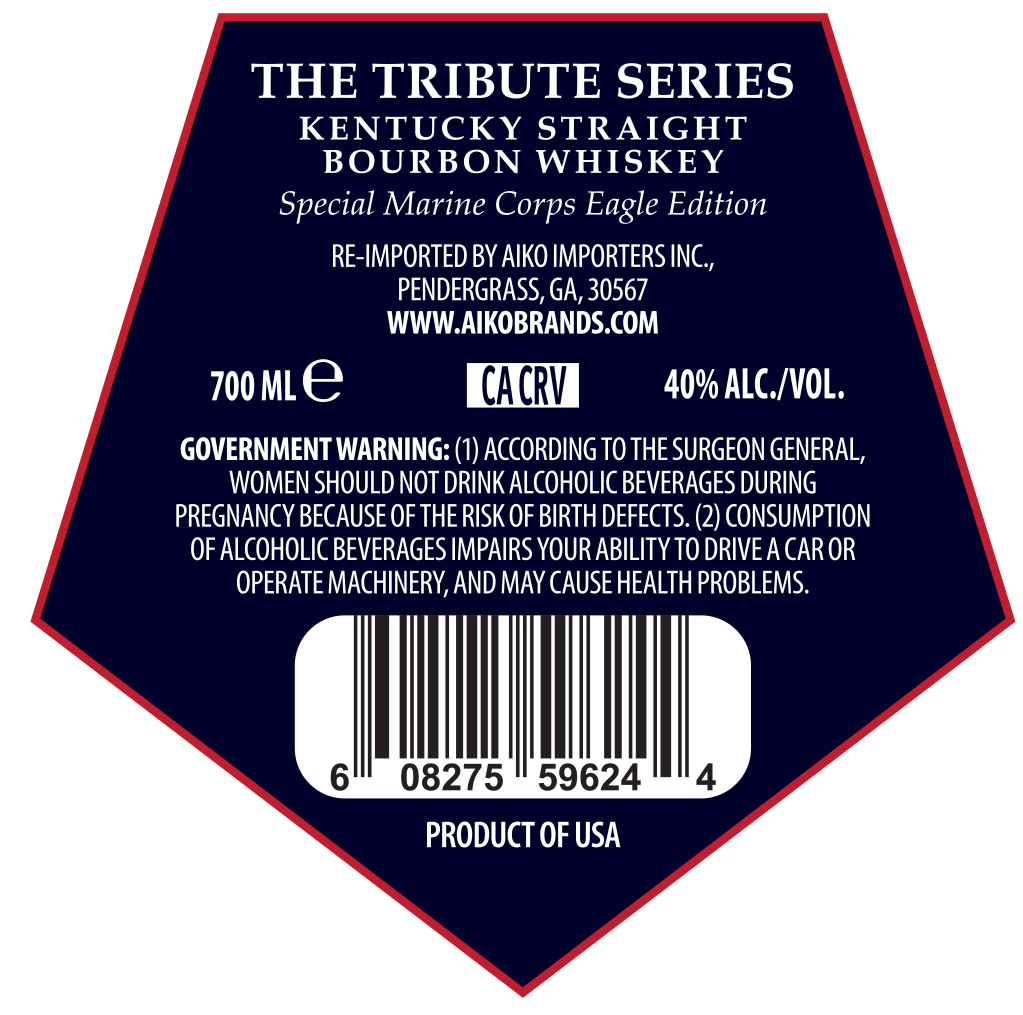 THE TRIBUTE SERIES
KENTUCKY STRAIGHT
BOURBON WHISKEY
Special Marine Corps Eagle Edition
RE-IMPORTED BY AIKO IMPORTERS INC.,
PENDERGRASS, GA, 30567
WWW.AIKOBRANDS.COM
700 ML ℮ CA CRV 40% ALC./VOL.
GOVERNMENT WARNING: (1) ACCORDING TO THE SURGEON GENERAL,
WOMEN SHOULD NOT DRINK ALCOHOLIC BEVERAGES DURING
PREGNANCY BECAUSE OF THE RISK OF BIRTH DEFECTS. (2) CONSUMPTION
OF ALCOHOLIC BEVERAGES IMPAIRS YOUR ABILITY TO DRIVE A CAR OR
OPERATE MACHINERY, AND MAY CAUSE HEALTH PROBLEMS.
6 08275 59624 4
PRODUCT OF USA